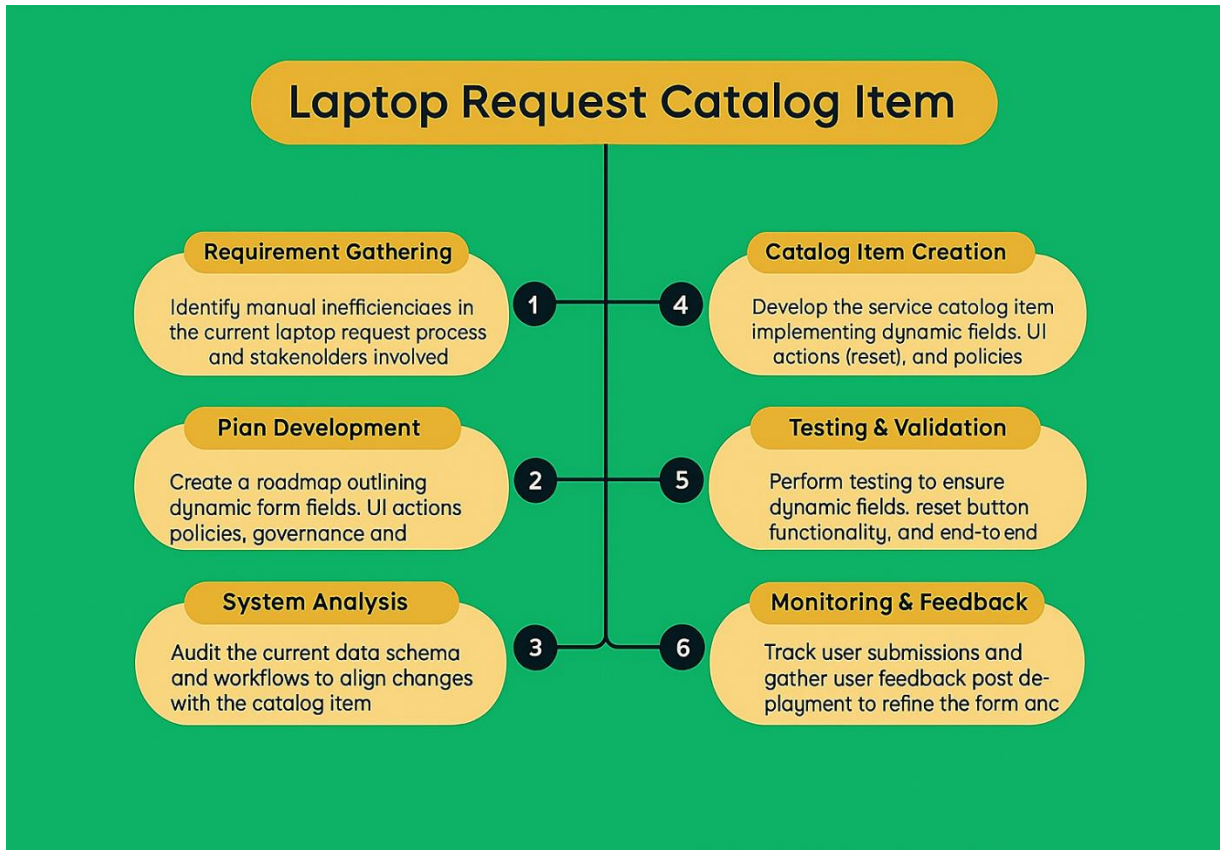 Laptop Request Catalog Item
Requirement Gathering
1
Identify manual inefficienciaes in
the current laptop request process
and stakenolders involved
Pian Development
2
Create a roadmap outlining
dynamic form fields. UI actions
policies, governance and
System Analysis
3
Audit the current data schema
and workflows to align changes
with the catalog item
Catalog Item Creation
4
Develop the service catolog item
implementing dynamic fields. UI
actions (reset), and policies
Testing & Validation
5
Perform testing to ensure
dynamic fields. reset button
functionality, and end-to end
Monitoring & Feedback
6
Track user submissions and
gather user feedback post de-
playment to refine the form anc